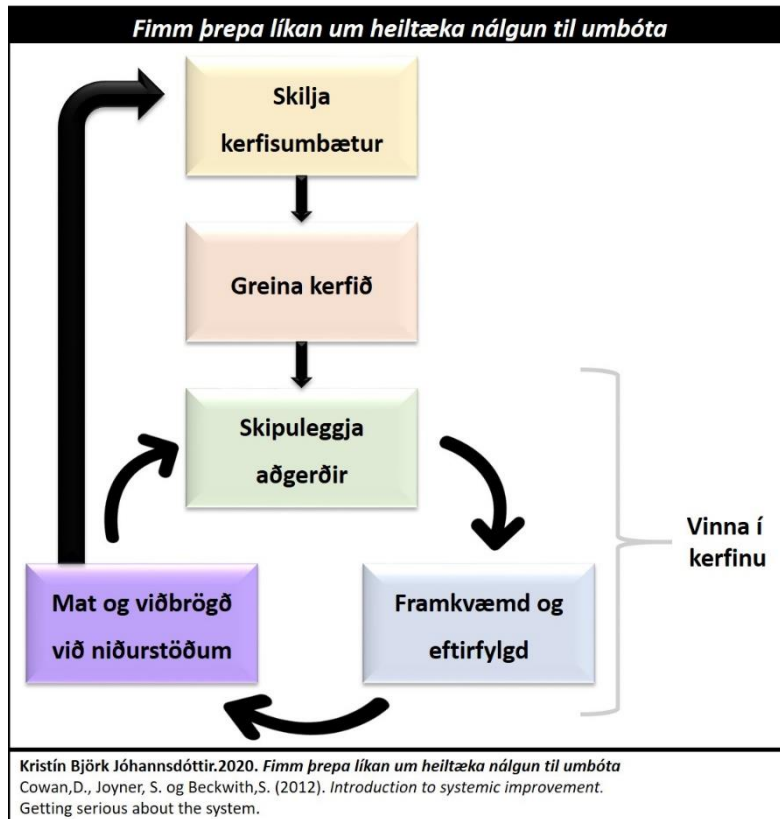 Fimm þrepa líkan um heiltæka nálgun til umbóta
Skilja
kerfisumbætur
Greina kerfið
Skipuleggja
aðgerðir
Vinna í
kerfinu
Mat og viðbrögð
við niðurstöðum
Framkvæmd og
eftirfylgd
Kristín Björk Jóhannsdóttir.2020. Fimm þrepa líkan um heiltæka nálgun til umbóta
Cowan,D., Joyner, S. og Beckwith,S. (2012). Introduction to systemic improvement.
Getting serious about the system.